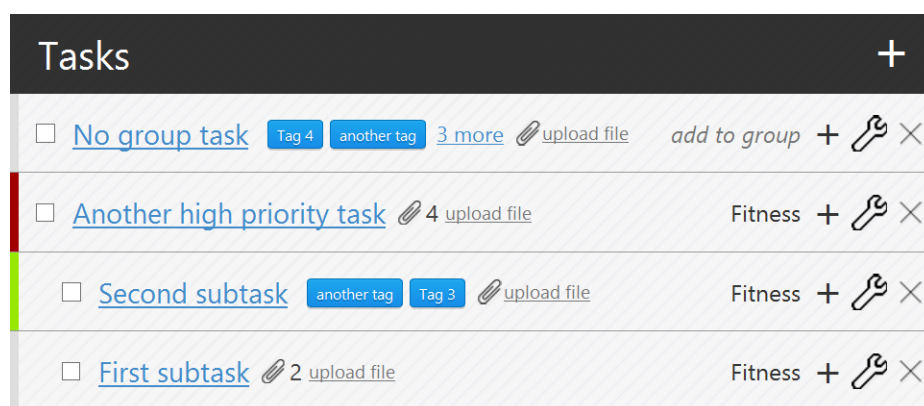 Tasks +
No group task Tag 4 another tag 3 more upload file add to group +
Another high priority task 4 upload file Fitness +
Second subtask another tag Tag 3 upload file Fitness +
First subtask 2 upload file Fitness +